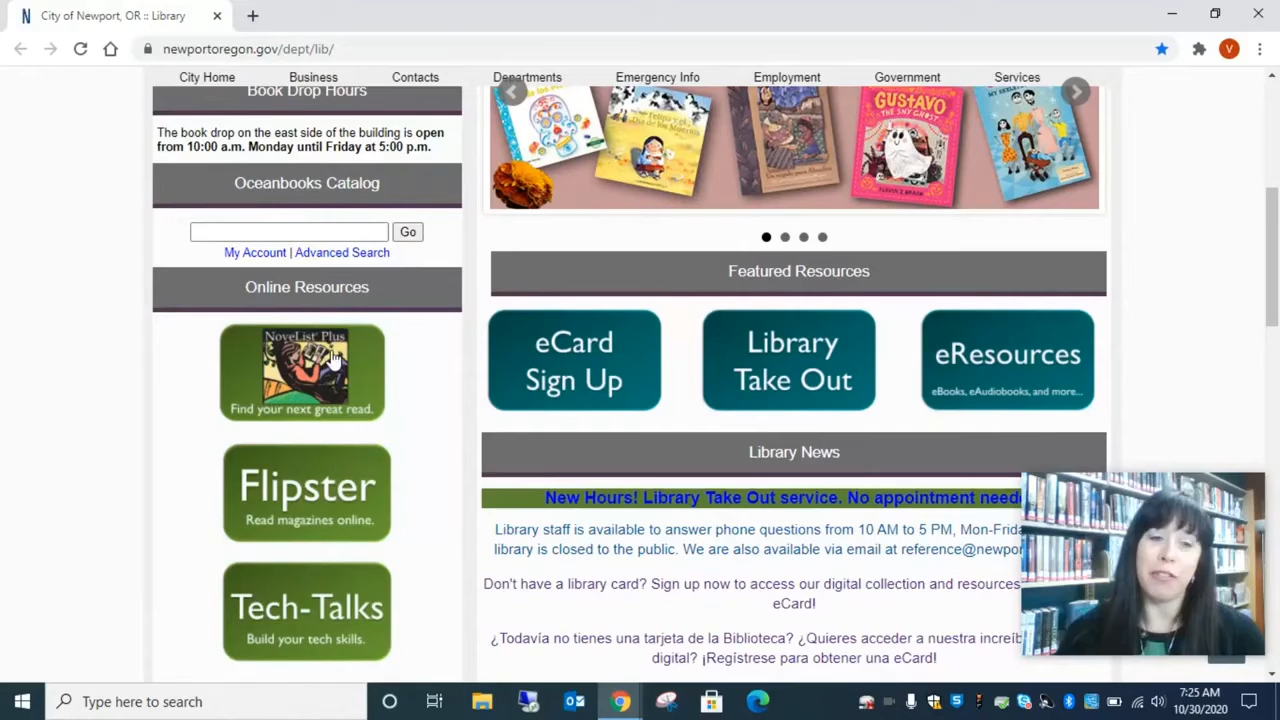 City of Newport, OR :: Library
newportoregon.gov/dept/lib/
V
City Home Business Contacts Departments Emergency Info Employment Government Services
Book Drop Hours
The book drop on the east side of the building is open
from 10:00 a.m. Monday until Friday at 5:00 p.m.
Oceanbooks Catalog
Go
My Account | Advanced Search
Online Resources
NoveList Plus
Find your next great read.
Flipster
Read magazines online.
Tech-Talks
Build your tech skills.
GUSTAVO
THE SHY GHOST
FLAVIA Z DRAGO
Featured Resources
eCard
Sign Up
Library
Take Out
eResources
eBooks, eAudiobooks, and more...
Library News
New Hours! Library Take Out service. No appointment neede
Library staff is available to answer phone questions from 10 AM to 5 PM, Mon-Frida
library is closed to the public. We are also available via email at reference@newpor
Don't have a library card? Sign up now to access our digital collection and resources
eCard!
¿Todavía no tienes una tarjeta de la Biblioteca? ¿Quieres acceder a nuestra increíb
digital? ¡Regístrese para obtener una eCard!
Type here to search
7:25 AM
10/30/2020